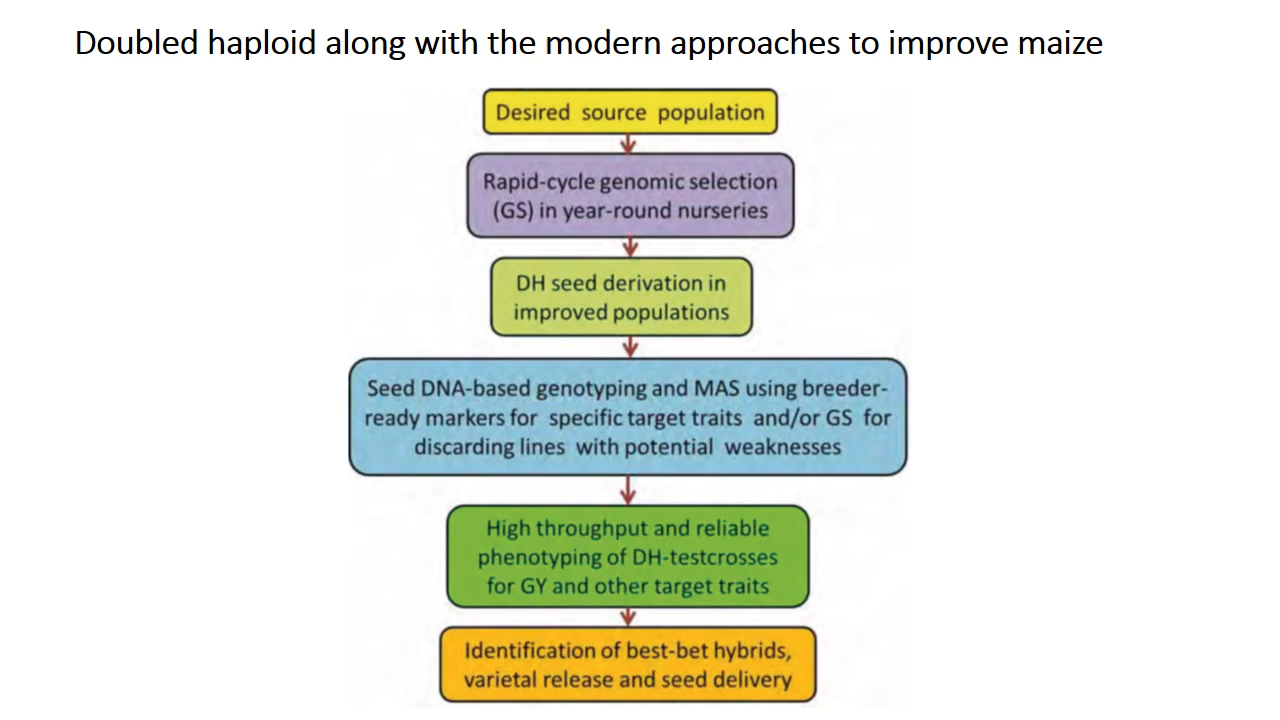 Doubled haploid along with the modern approaches to improve maize
Desired source population
Rapid-cycle genomic selection
(GS) in year-round nurseries
DH seed derivation in
improved populations
Seed DNA-based genotyping and MAS using breeder-
ready markers for specific target traits and/or GS for
discarding lines with potential weaknesses
High throughput and reliable
phenotyping of DH-testcrosses
for GY and other target traits
Identification of best-bet hybrids,
varietal release and seed delivery